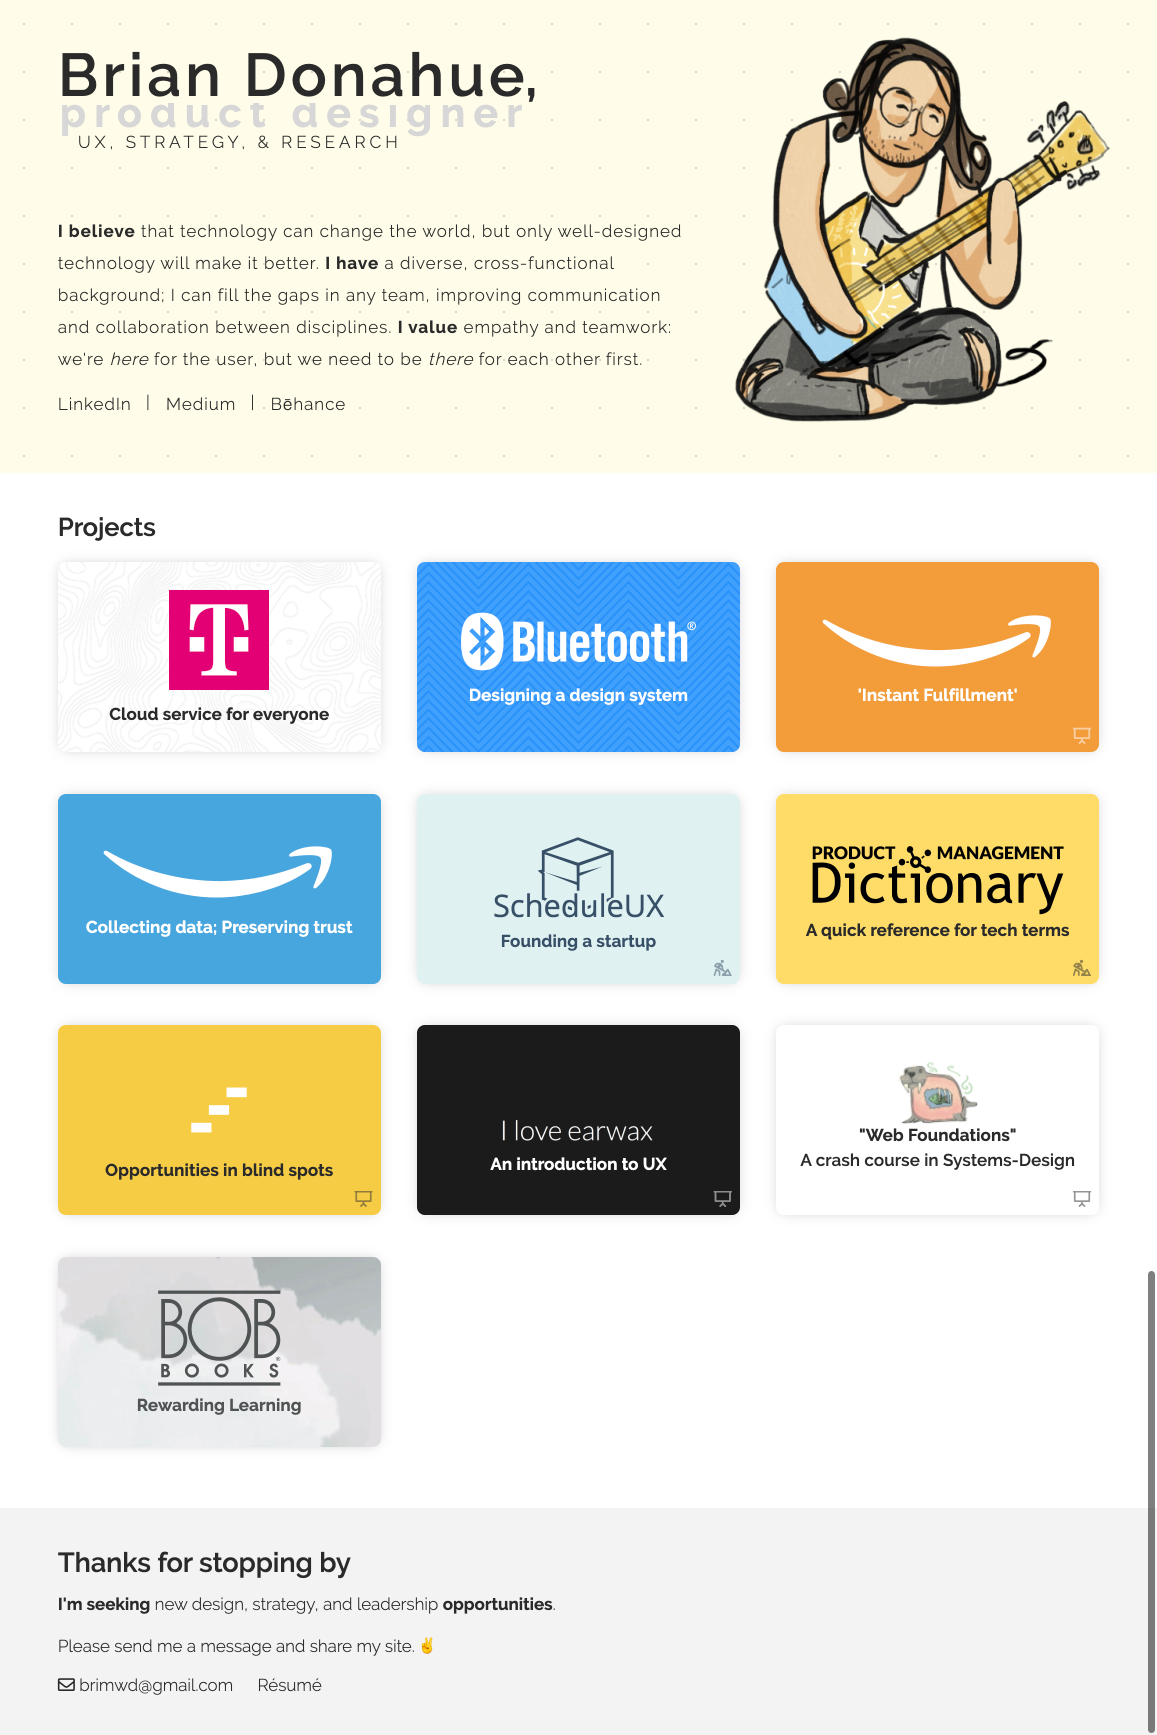 Brian Donahue,
product designer
UX, STRATEGY, & RESEARCH
I believe that technology can change the world, but only well-designed
technology will make it better. I have a diverse, cross-functional
background; I can fill the gaps in any team, improving communication
and collaboration between disciplines. I value empathy and teamwork:
we're here for the user, but we need to be there for each other first.
LinkedIn | Medium | Bēhance
Projects
T
Cloud service for everyone
Bluetooth®
Designing a design system
'Instant Fulfillment'
Collecting data; Preserving trust
ScheduleUX
Founding a startup
PRODUCT MANAGEMENT
Dictionary
A quick reference for tech terms
Opportunities in blind spots
I love earwax
An introduction to UX
"Web Foundations"
A crash course in Systems-Design
BOB
BOOKS®
Rewarding Learning
Thanks for stopping by
I'm seeking new design, strategy, and leadership opportunities.
Please send me a message and share my site. ✌
brimwd@gmail.com Résumé